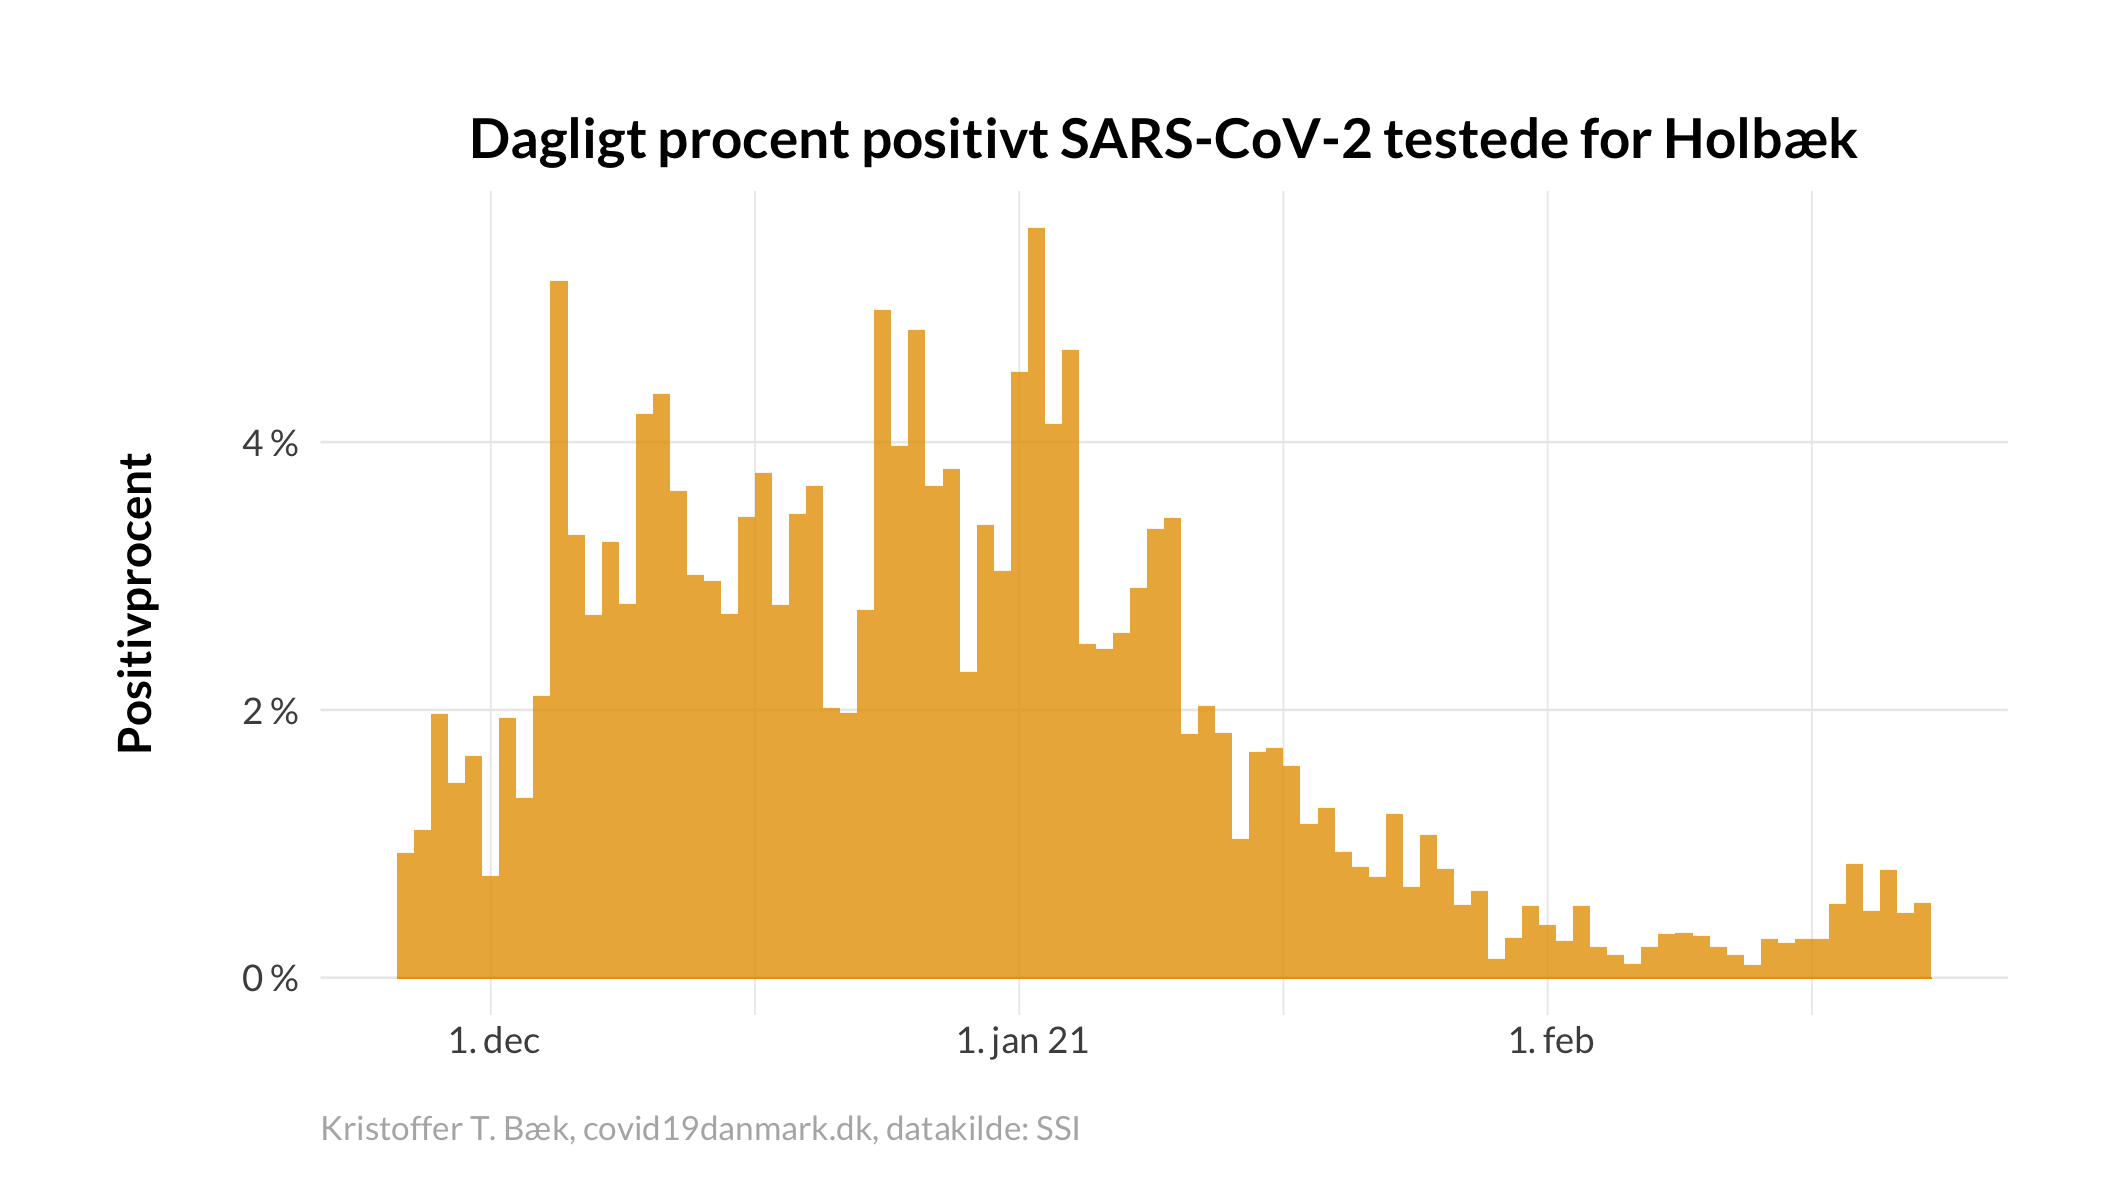 Dagligt procent positivt SARS-CoV-2 testede for Holbæk
Positivprocent
4 %
2 %
0 %
1. dec
1. jan 21
1. feb
Kristoffer T. Bæk, covid19danmark.dk, datakilde: SSI